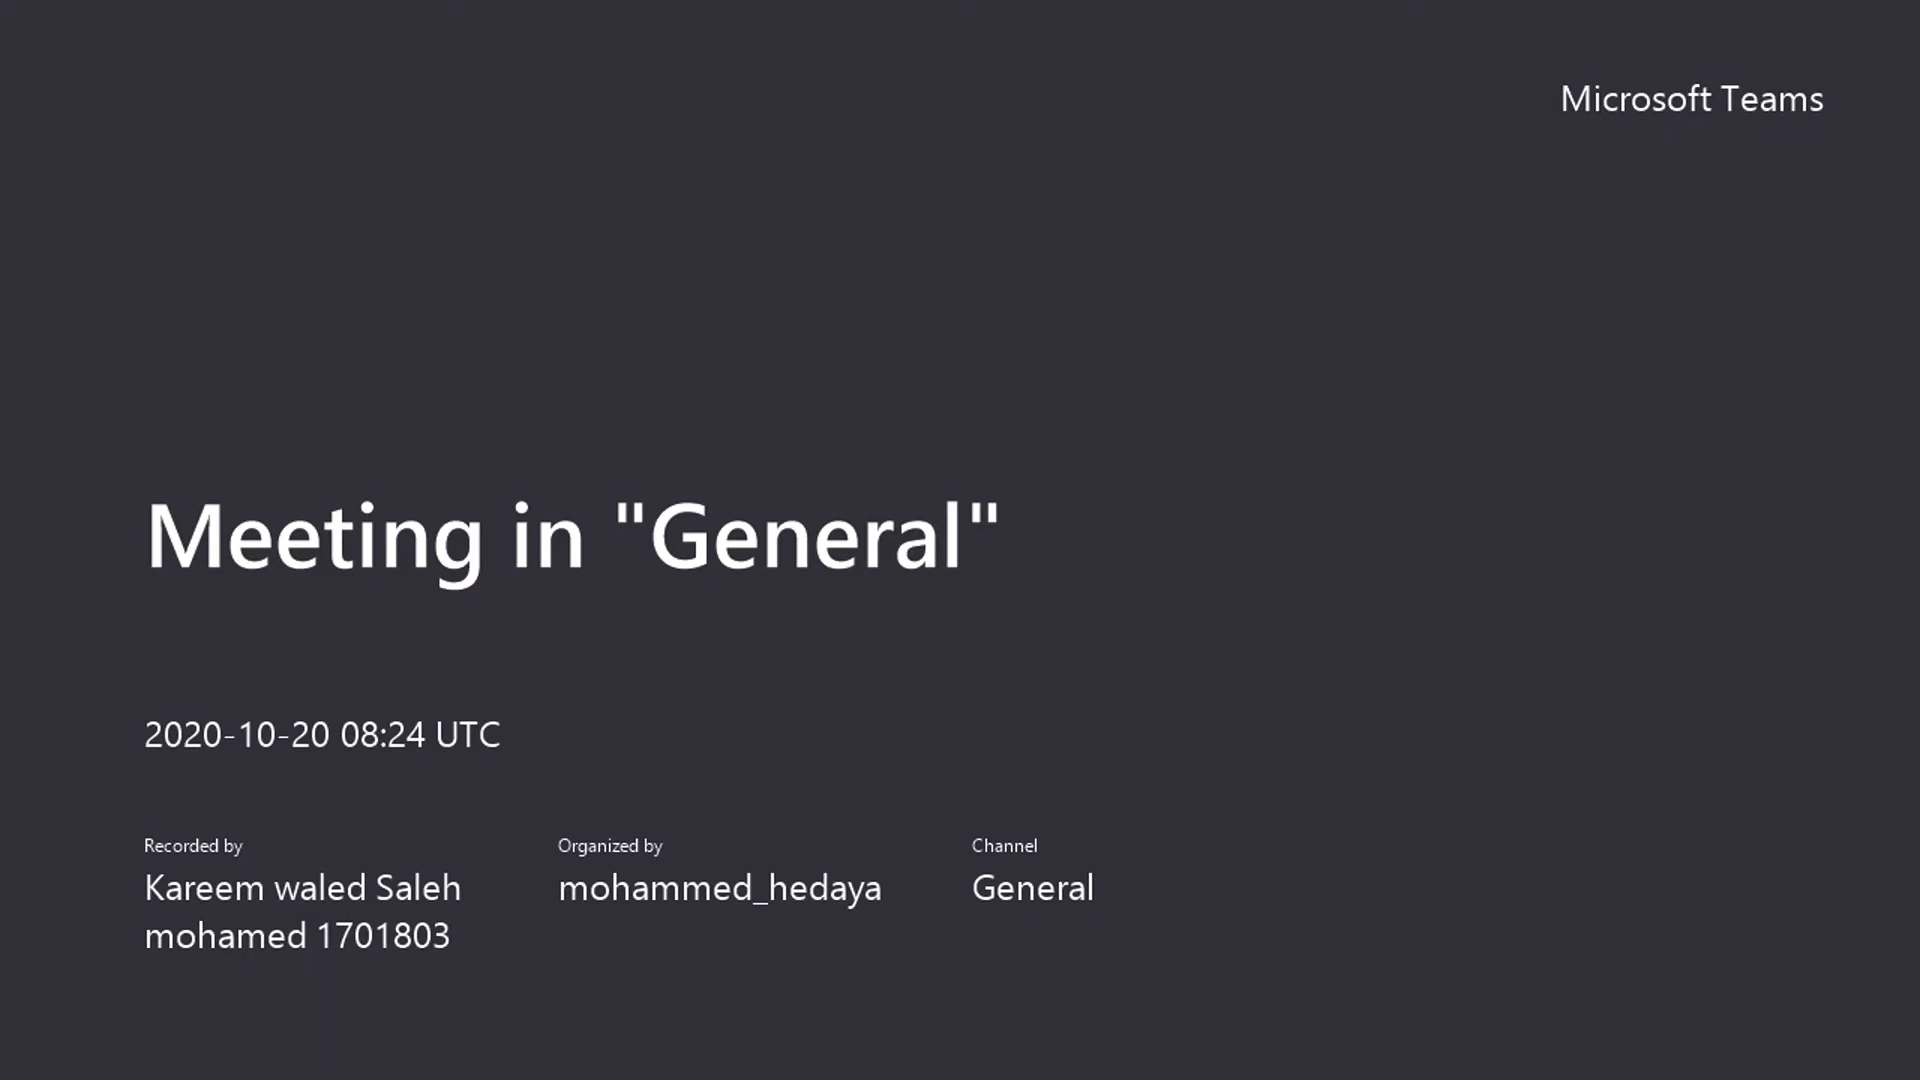 Microsoft Teams
Meeting in "General"
2020-10-20 08:24 UTC
Recorded by
Kareem waled Saleh
mohamed 1701803
Organized by
mohammed_hedaya
Channel
General